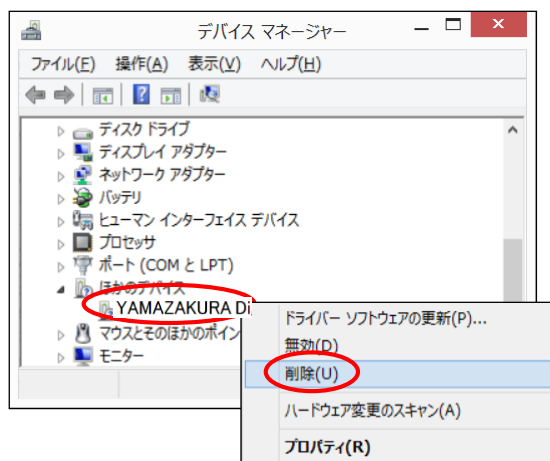 デバイス マネージャー
ファイル(F) 操作(A) 表示(V) ヘルプ(H)
ディスク ドライブ
ディスプレイ アダプター
ネットワーク アダプター
バッテリ
ヒューマン インターフェイス デバイス
プロセッサ
ポート (COM と LPT)
ほかのデバイス
YAMAZAKURA Di
マウスとそのほかのポイン
モニター
ドライバー ソフトウェアの更新(P)...
無効(D)
削除(U)
ハードウェア変更のスキャン(A)
プロパティ(R)